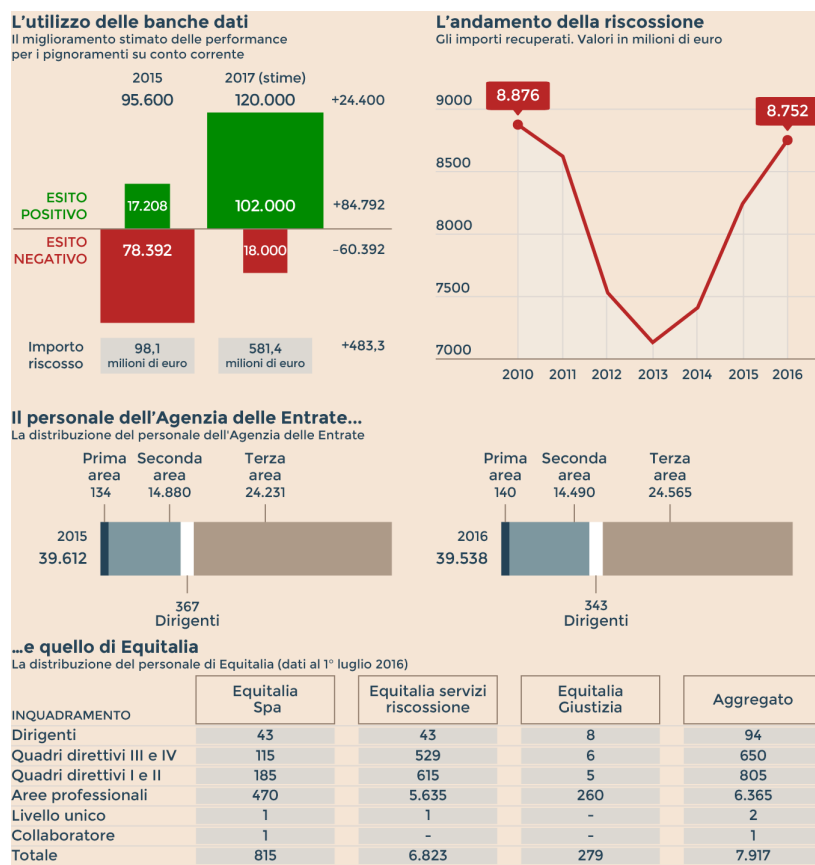 L'utilizzo delle banche dati
Il miglioramento stimato delle performance
per i pignoramenti su conto corrente
2015
2017 (stime)
95.600
120.000
+24.400
ESITO
POSITIVO
17.208
102.000
+84.792
ESITO
NEGATIVO
78.392
18.000
–60.392
Importo
riscosso
98,1
milioni di euro
581,4
milioni di euro
+483,3
L'andamento della riscossione
Gli importi recuperati. Valori in milioni di euro
9000
8500
8000
7500
7000
8.876
8.752
2010 2011 2012 2013 2014 2015 2016
Il personale dell'Agenzia delle Entrate...
La distribuzione del personale dell'Agenzia delle Entrate
Prima
area
134
Seconda
area
14.880
Terza
area
24.231
2015
39.612
367
Dirigenti
Prima
area
140
Seconda
area
14.490
Terza
area
24.565
2016
39.538
343
Dirigenti
...e quello di Equitalia
La distribuzione del personale di Equitalia (dati al 1° luglio 2016)
INQUADRAMENTO
Equitalia
Spa
Equitalia servizi
riscossione
Equitalia
Giustizia
Aggregato
Dirigenti 43 43 8 94
Quadri direttivi III e IV 115 529 6 650
Quadri direttivi I e II 185 615 5 805
Aree professionali 470 5.635 260 6.365
Livello unico 1 1 - 2
Collaboratore 1 - - 1
Totale 815 6.823 279 7.917